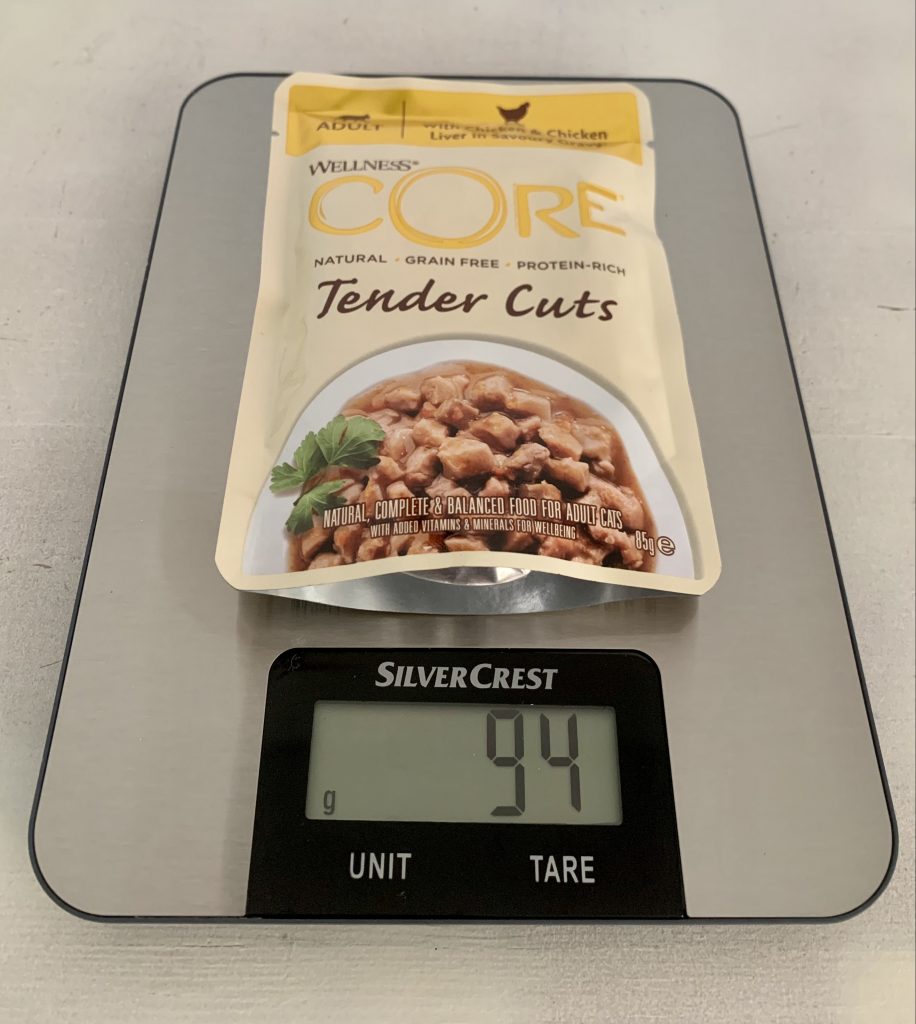 ADULT
with Chicken & Chicken
Liver in Savoury Gravy
WELLNESS®
CORE
NATURAL • GRAIN FREE • PROTEIN-RICH
Tender Cuts
NATURAL, COMPLETE & BALANCED FOOD FOR ADULT CATS
WITH ADDED VITAMINS & MINERALS FOR WELLBEING
85g ℮
SILVERCREST
94
g
UNIT TARE